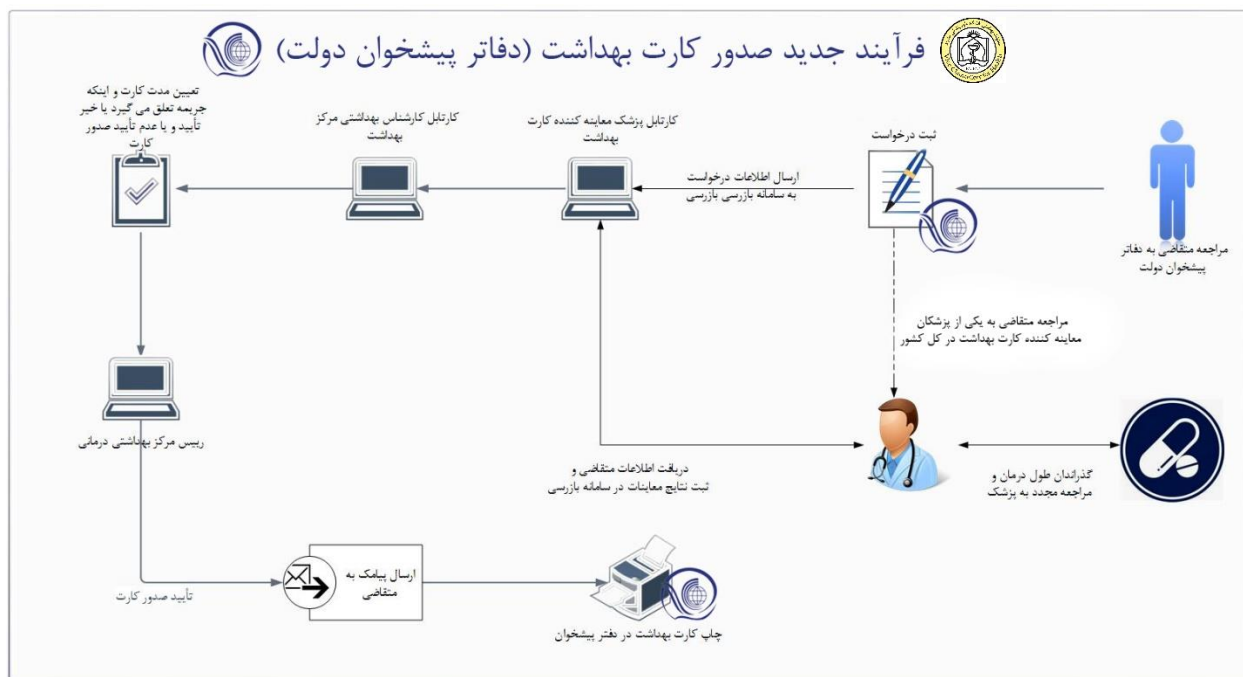 فرآیند جدید صدور کارت بهداشت (دفاتر پیشخوان دولت)
مراجعه متقاضی به دفاتر
پیشخوان دولت
ثبت درخواست
ارسال اطلاعات درخواست
به سامانه بازرسی بازرسی
کارتابل پزشک معاینه کننده کارت
بهداشت
کارتابل کارشناس بهداشتی مرکز
بهداشت
تعیین مدت کارت و اینکه
جریمه تعلق می گیرد یا خیر
تأیید و یا عدم تأیید صدور
کارت
مراجعه متقاضی به یکی از پزشکان
معاینه کننده کارت بهداشت در کل کشور
گذراندان طول درمان و
مراجعه مجدد به پزشک
دریافت اطلاعات متقاضی و
ثبت نتایج معاینات در سامانه بازرسی
رییس مرکز بهداشتی درمانی
تأیید صدور کارت
ارسال پیامک به
متقاضی
چاپ کارت بهداشت در دفتر پیشخوان